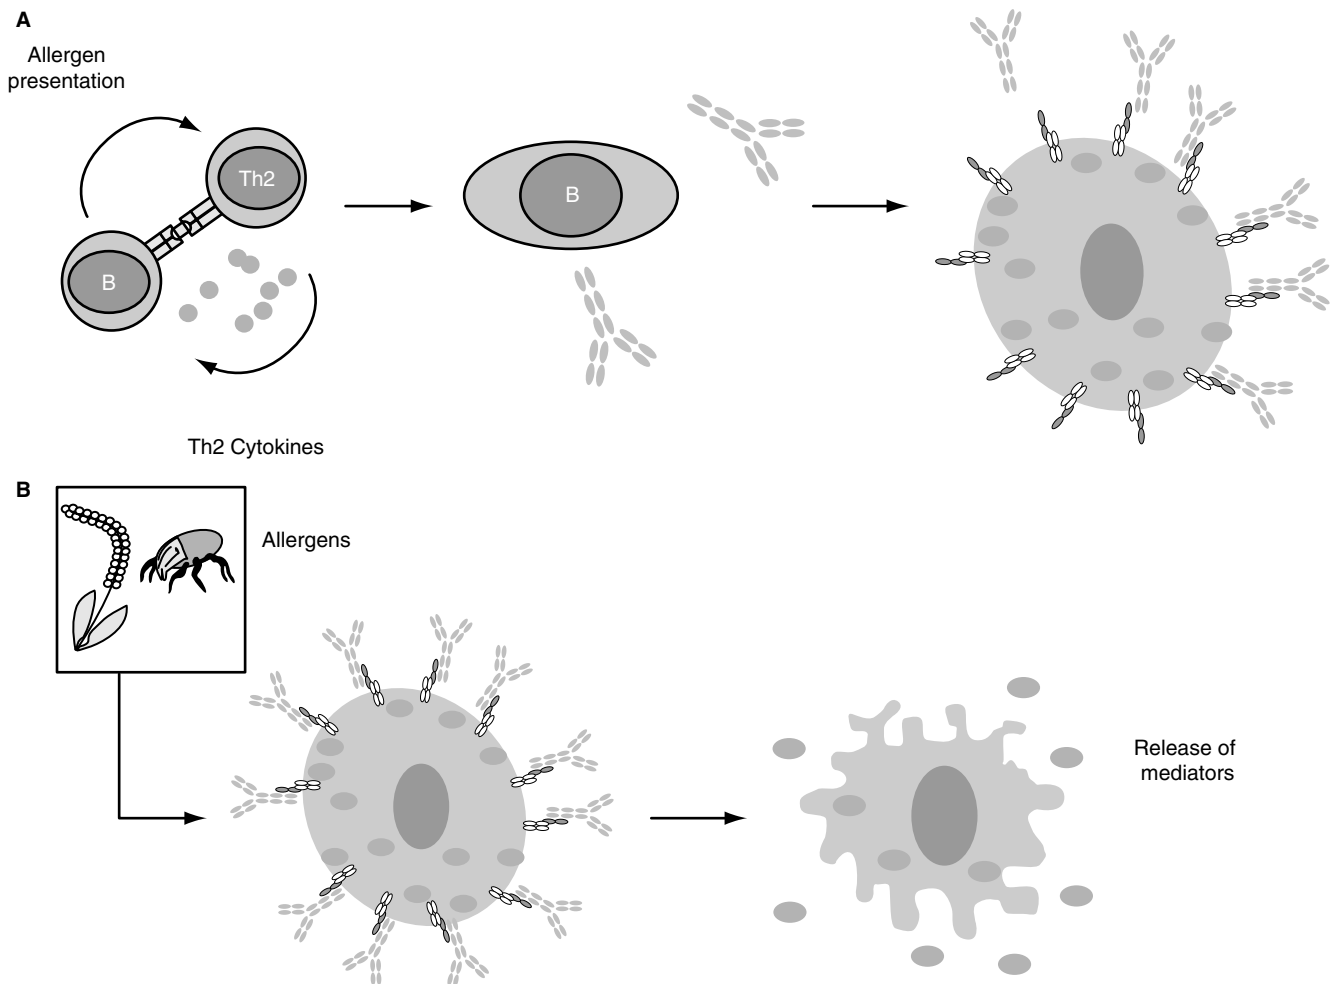 A
Allergen
presentation
Th2
B
B
Th2 Cytokines
B
Allergens
Release of
mediators